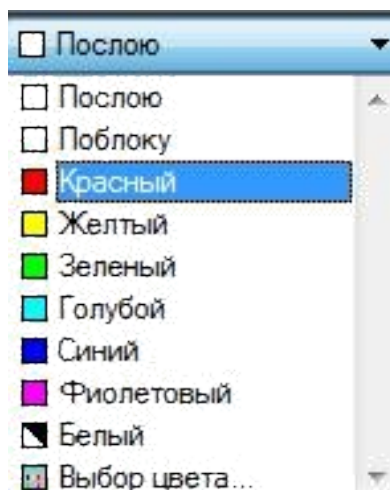 Послою
Послою
Поблоку
Красный
Желтый
Зеленый
Голубой
Синий
Фиолетовый
Белый
Выбор цвета...